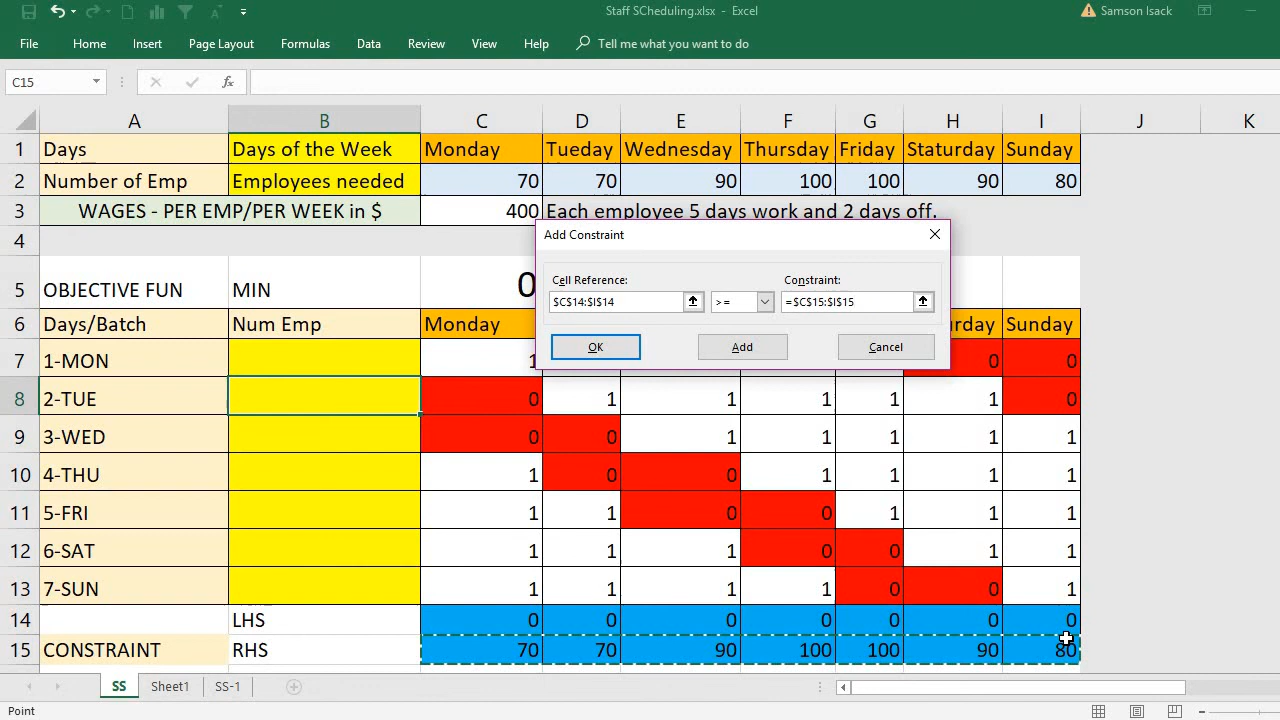 Staff SCheduling.xlsx - Excel
Samson Isack
File Home Insert Page Layout Formulas Data Review View Help Tell me what you want to do
C15 fx
A B C D E F G H I J K
1 Days Days of the Week Monday Tueday Wednesday Thursday Friday Staturday Sunday
2 Number of Emp Employees needed 70 70 90 100 100 90 80
3 WAGES - PER EMP/PER WEEK in $ 400 Each employee 5 days work and 2 days off.
4
Add Constraint
Cell Reference: Constraint:
$C$14:$I$14 >= =$C$15:$I$15
OK Add Cancel
5 OBJECTIVE FUN MIN 0
6 Days/Batch Num Emp Monday urday Sunday
7 1-MON 1 0 0
8 2-TUE 0 1 1 1 1 1 0
9 3-WED 0 0 1 1 1 1 1
10 4-THU 1 0 0 1 1 1 1
11 5-FRI 1 1 0 0 1 1 1
12 6-SAT 1 1 1 0 0 1 1
13 7-SUN 1 1 1 1 0 0 1
14 LHS 0 0 0 0 0 0 0
15 CONSTRAINT RHS 70 70 90 100 100 90 80
SS Sheet1 SS-1
Point